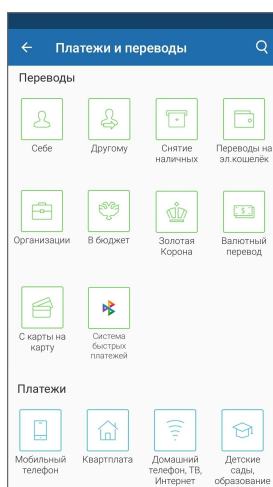 Платежи и переводы
Переводы
Себе
Другому
Снятие
наличных
Переводы на
эл.кошелёк
Организации
В бюджет
Золотая
Корона
Валютный
перевод
С карты на
карту
Система
быстрых
платежей
Платежи
Мобильный
телефон
Квартплата
Домашний
телефон, ТВ,
Интернет
Детские
сады,
образование